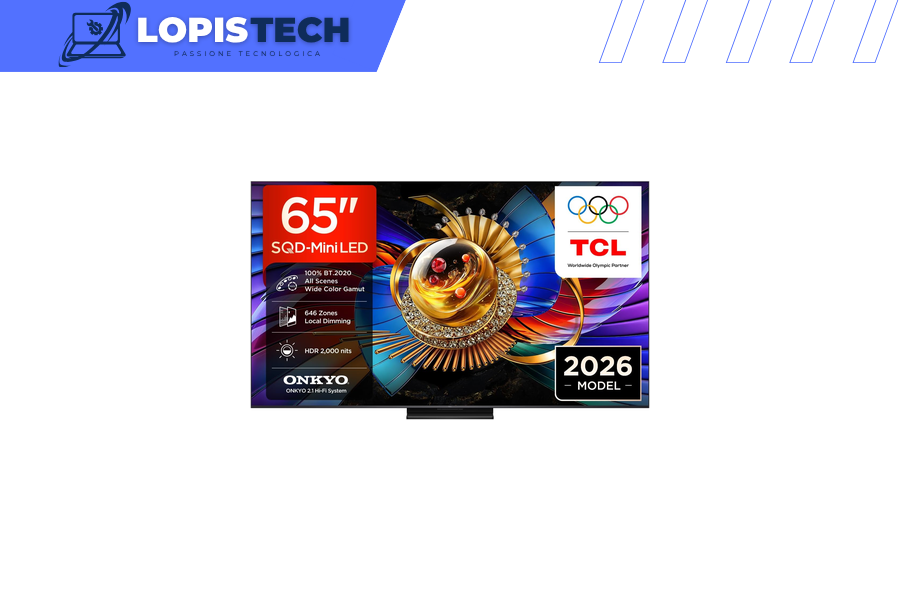 LOPISTECH
PASSIONE TECNOLOGICA
65"
SQD-Mini LED
100% BT.2020
All Scenes
Wide Color Gamut
646 Zones
Local Dimming
HDR 2,000 nits
ONKYO
ONKYO 2.1 Hi-Fi System
TCL
Worldwide Olympic Partner
2026
MODEL